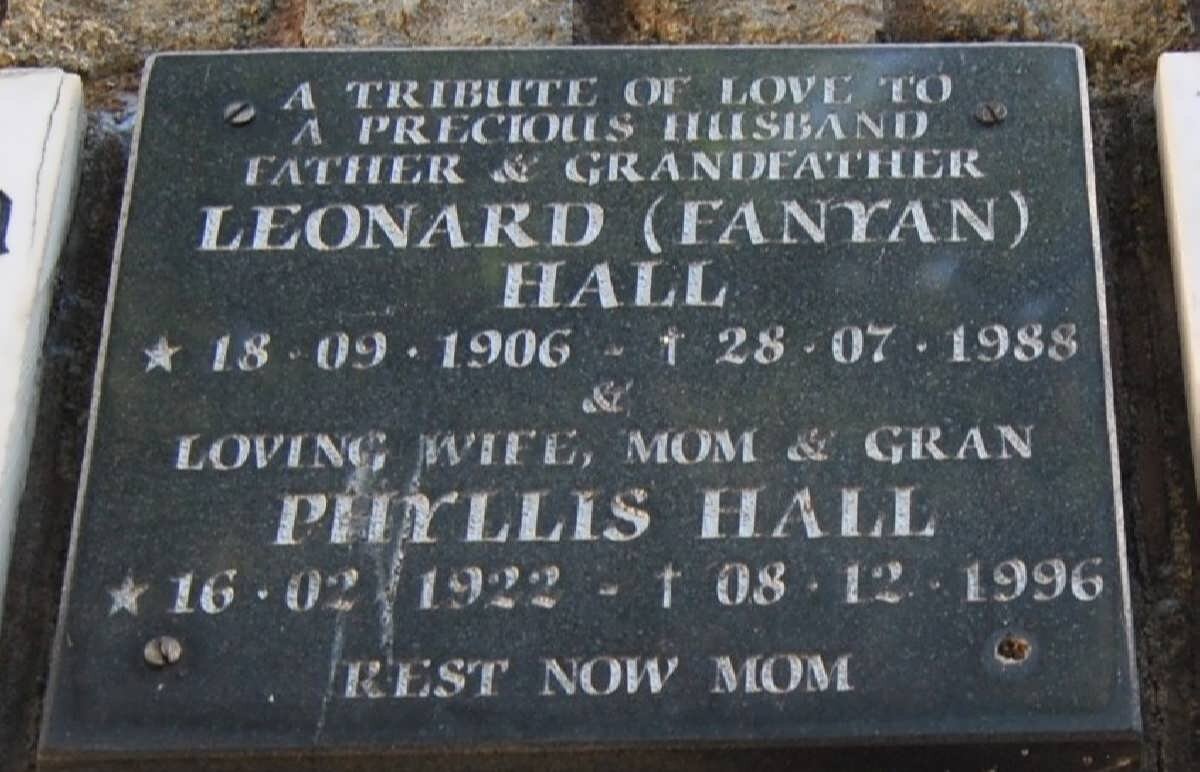 A TRIBUTE OF LOVE TO
A PRECIOUS HUSBAND
FATHER & GRANDFATHER
LEONARD (FANYAN)
HALL
★ 18 · 09 · 1906 - † 28 · 07 · 1988
&
LOVING WIFE, MOM & GRAN
PHYLLIS HALL
★ 16 · 02 1922 - † 08 · 12 · 1996
REST NOW MOM